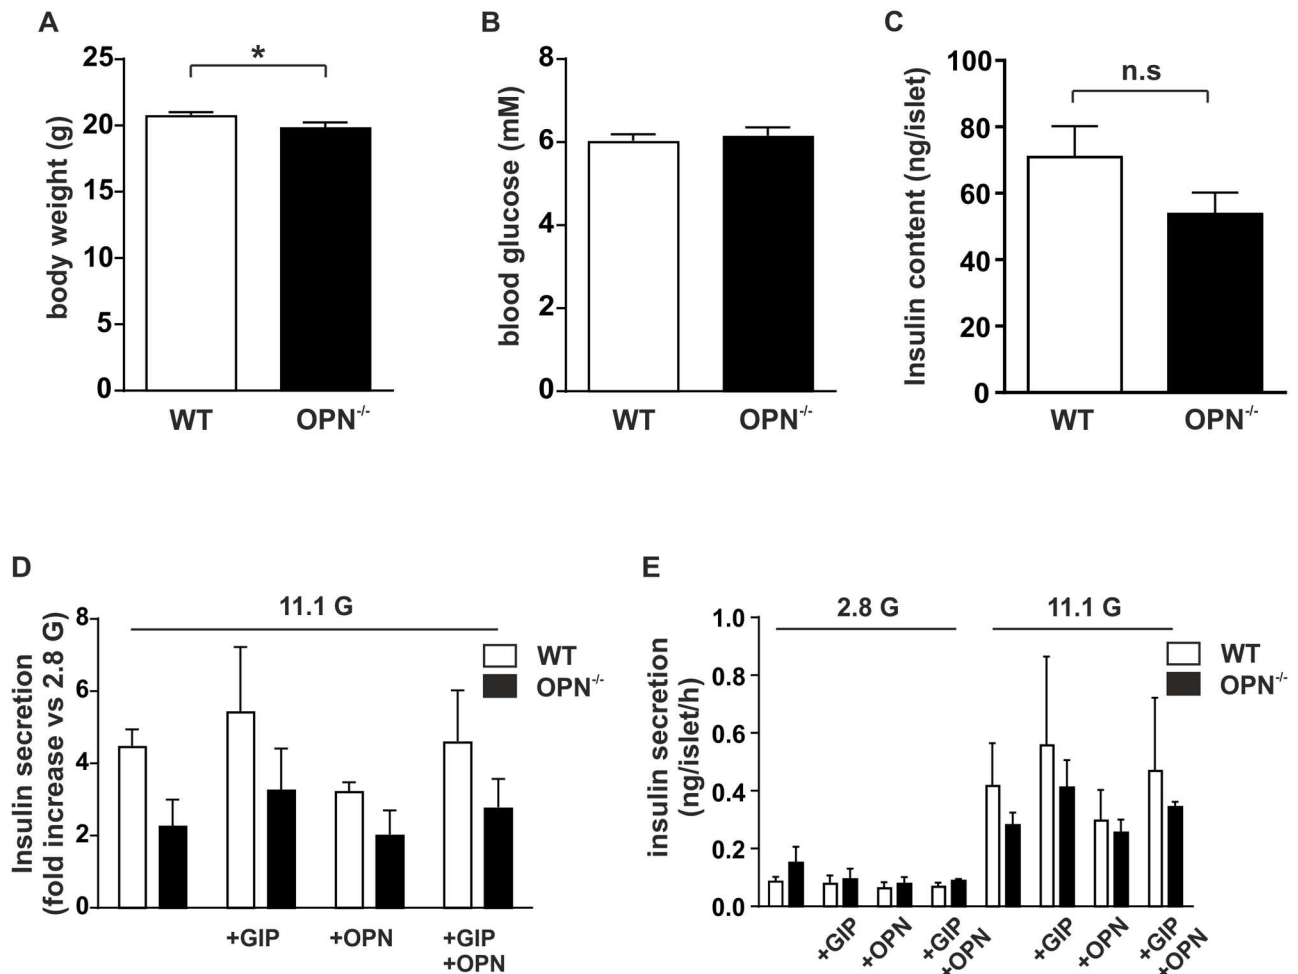 A
body weight (g)
25
20
15
10
5
0
*
WT
OPN-/-
B
blood glucose (mM)
8
6
4
2
0
WT
OPN-/-
C
Insulin content (ng/islet)
100
80
60
40
20
0
n.s
WT
OPN-/-
D
Insulin secretion
(fold increase vs 2.8 G)
8
6
4
2
0
11.1 G
WT
OPN-/-
+GIP
+OPN
+GIP
+OPN
E
insulin secretion
(ng/islet/h)
1.0
0.8
0.6
0.4
0.2
0.0
2.8 G
11.1 G
WT
OPN-/-
+GIP
+OPN
+GIP
+OPN
+GIP
+OPN
+GIP
+OPN